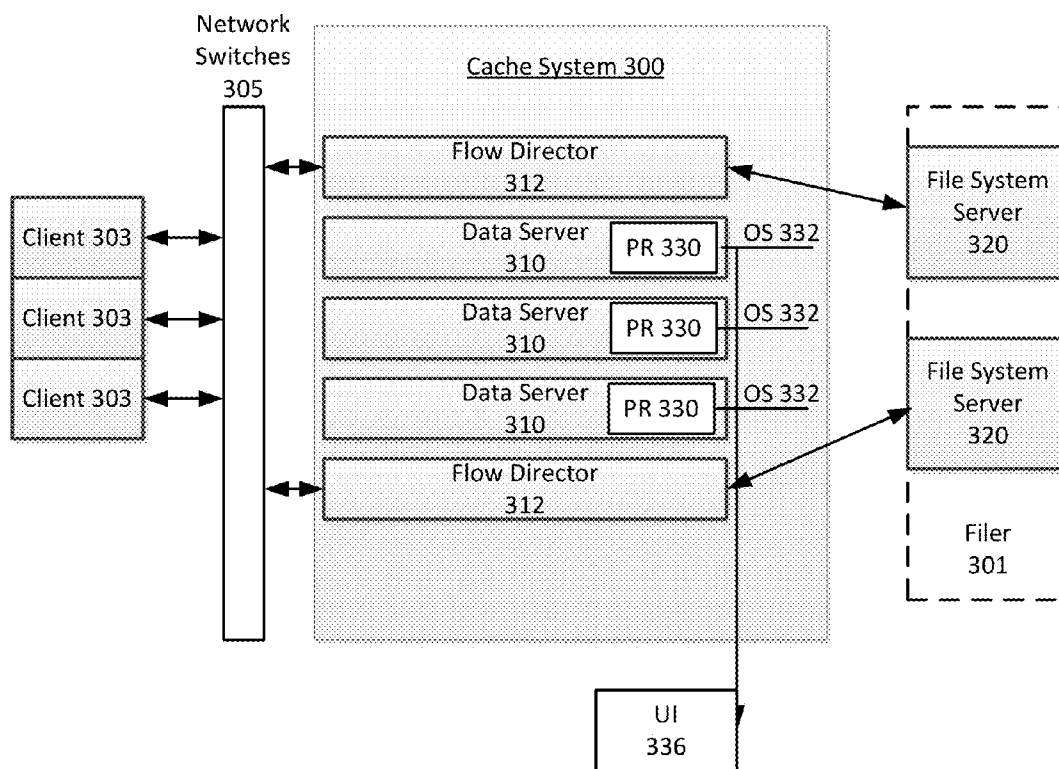 Network
Switches
305
Cache System 300
Flow Director
312
Data Server
310
PR 330
OS 332
Data Server
310
PR 330
OS 332
Data Server
310
PR 330
OS 332
Flow Director
312
Client 303
Client 303
Client 303
File System
Server
320
File System
Server
320
Filer
301
UI
336